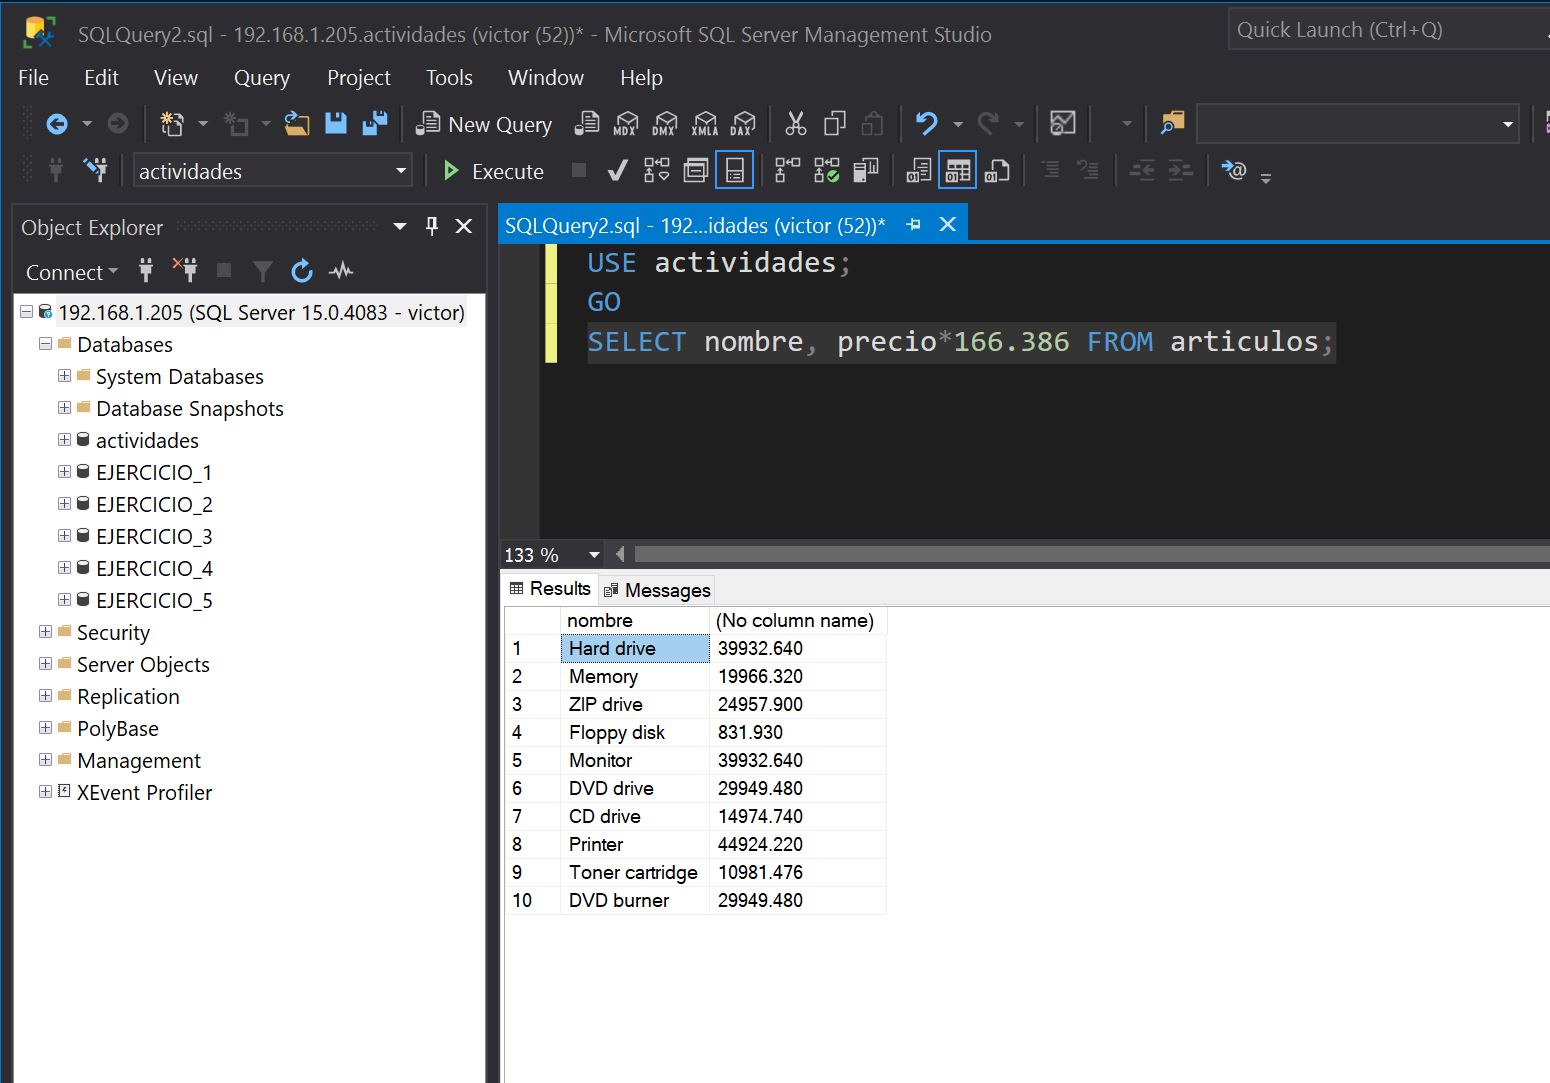 SQLQuery2.sql - 192.168.1.205.actividades (victor (52))* - Microsoft SQL Server Management Studio
Quick Launch (Ctrl+Q)
File Edit View Query Project Tools Window Help
New Query MDX DMX XMLA DAX
actividades Execute
Object Explorer
SQLQuery2.sql - 192...idades (victor (52))*
Connect
192.168.1.205 (SQL Server 15.0.4083 - victor)
Databases
System Databases
Database Snapshots
actividades
EJERCICIO_1
EJERCICIO_2
EJERCICIO_3
EJERCICIO_4
EJERCICIO_5
Security
Server Objects
Replication
PolyBase
Management
XEvent Profiler
USE actividades;
GO
SELECT nombre, precio*166.386 FROM articulos;
133 %
Results Messages
nombre (No column name)
1 Hard drive 39932.640
2 Memory 19966.320
3 ZIP drive 24957.900
4 Floppy disk 831.930
5 Monitor 39932.640
6 DVD drive 29949.480
7 CD drive 14974.740
8 Printer 44924.220
9 Toner cartridge 10981.476
10 DVD burner 29949.480